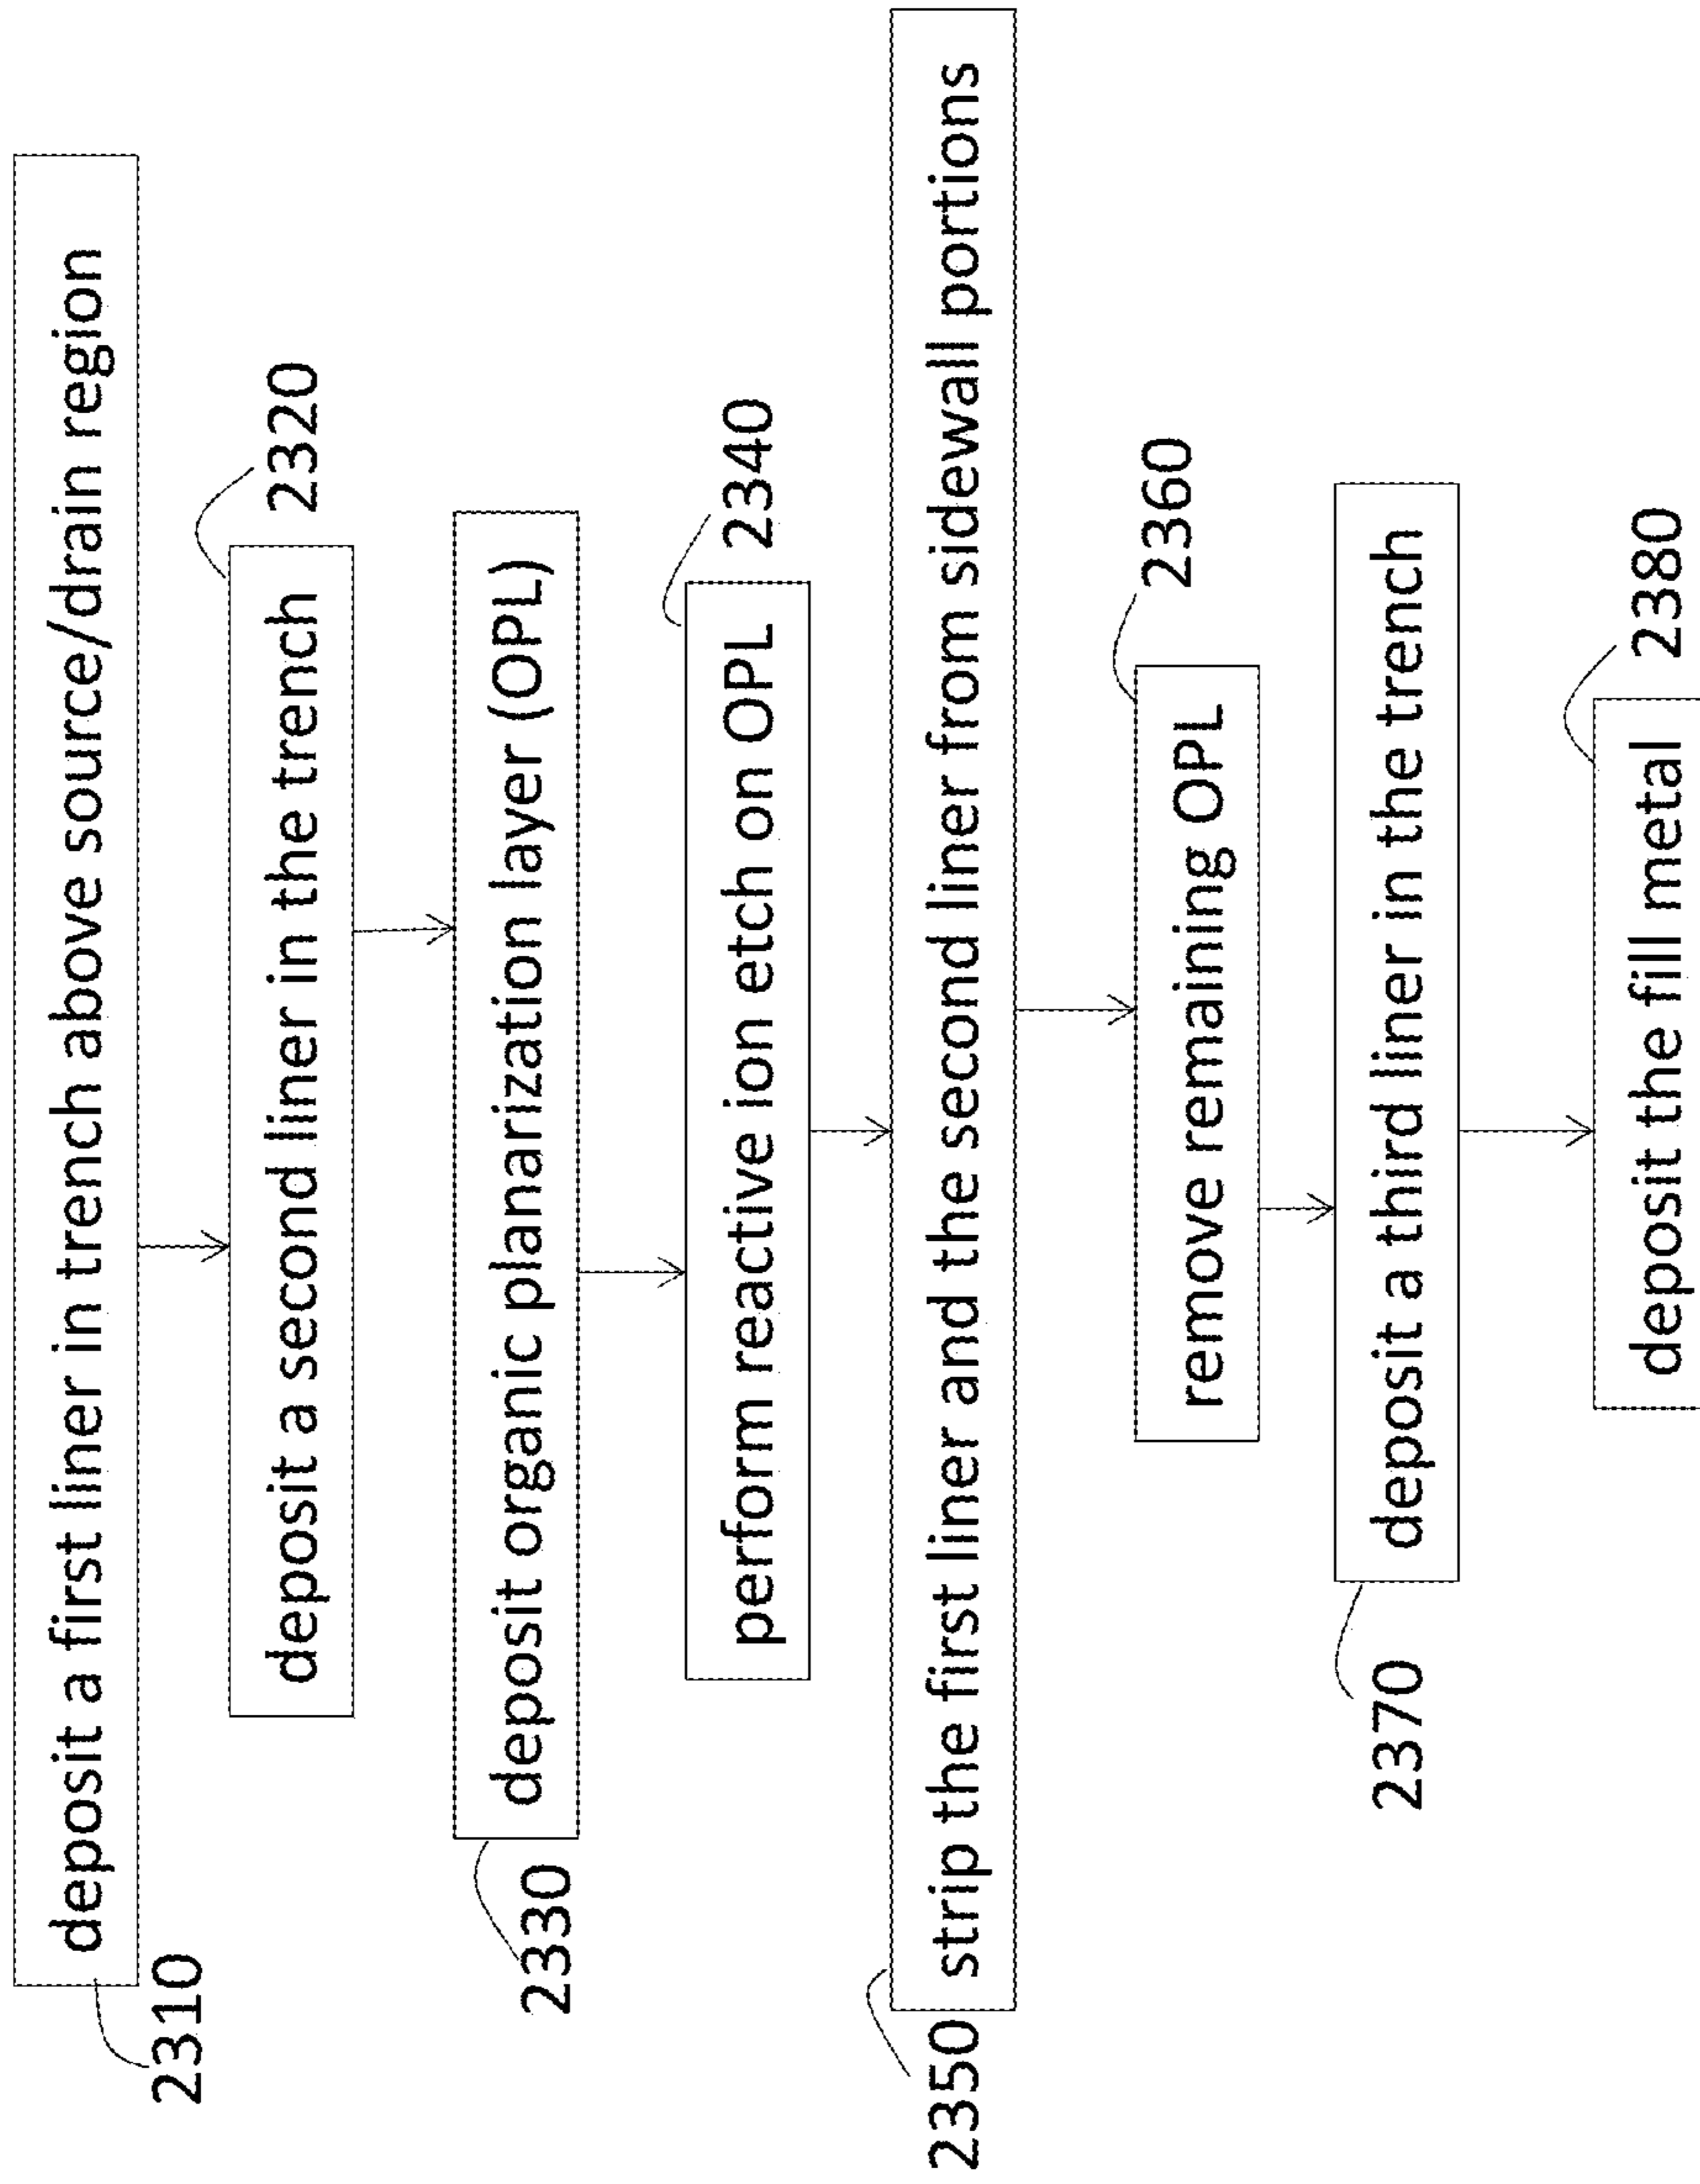 deposit a first liner in trench above source/drain region
2310
deposit a second liner in the trench
2320
deposit organic planarization layer (OPL)
2330
perform reactive ion etch on OPL
2340
strip the first liner and the second liner from sidewall portions
2350
remove remaining OPL
2360
deposit a third liner in the trench
2370
deposit the fill metal
2380